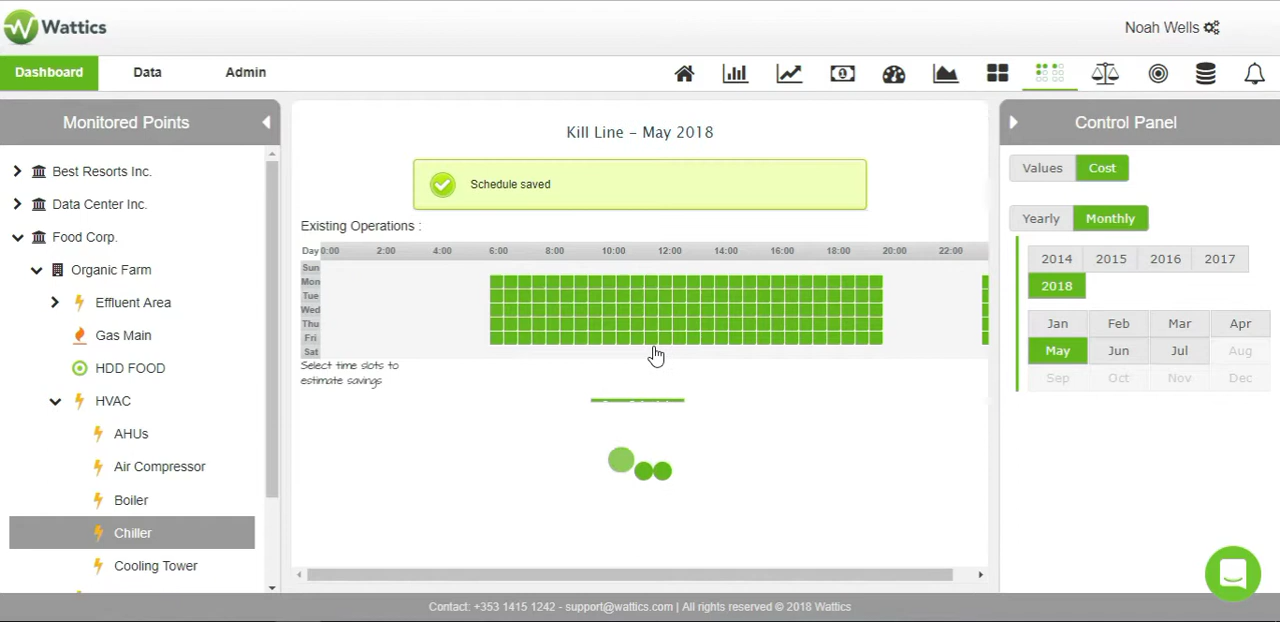 Wattics
Noah Wells
Dashboard Data Admin
Monitored Points
Best Resorts Inc.
Data Center Inc.
Food Corp.
Organic Farm
Effluent Area
Gas Main
HDD FOOD
HVAC
AHUs
Air Compressor
Boiler
Chiller
Cooling Tower
Kill Line - May 2018
Schedule saved
Existing Operations :
Day 0:00 2:00 4:00 6:00 8:00 10:00 12:00 14:00 16:00 18:00 20:00 22:00
Sun
Mon
Tue
Wed
Thu
Fri
Sat
Select time slots to
estimate savings
Control Panel
Values Cost
Yearly Monthly
2014 2015 2016 2017
2018
Jan Feb Mar Apr
May Jun Jul Aug
Sep Oct Nov Dec
Contact: +353 1415 1242 - support@wattics.com | All rights reserved © 2018 Wattics